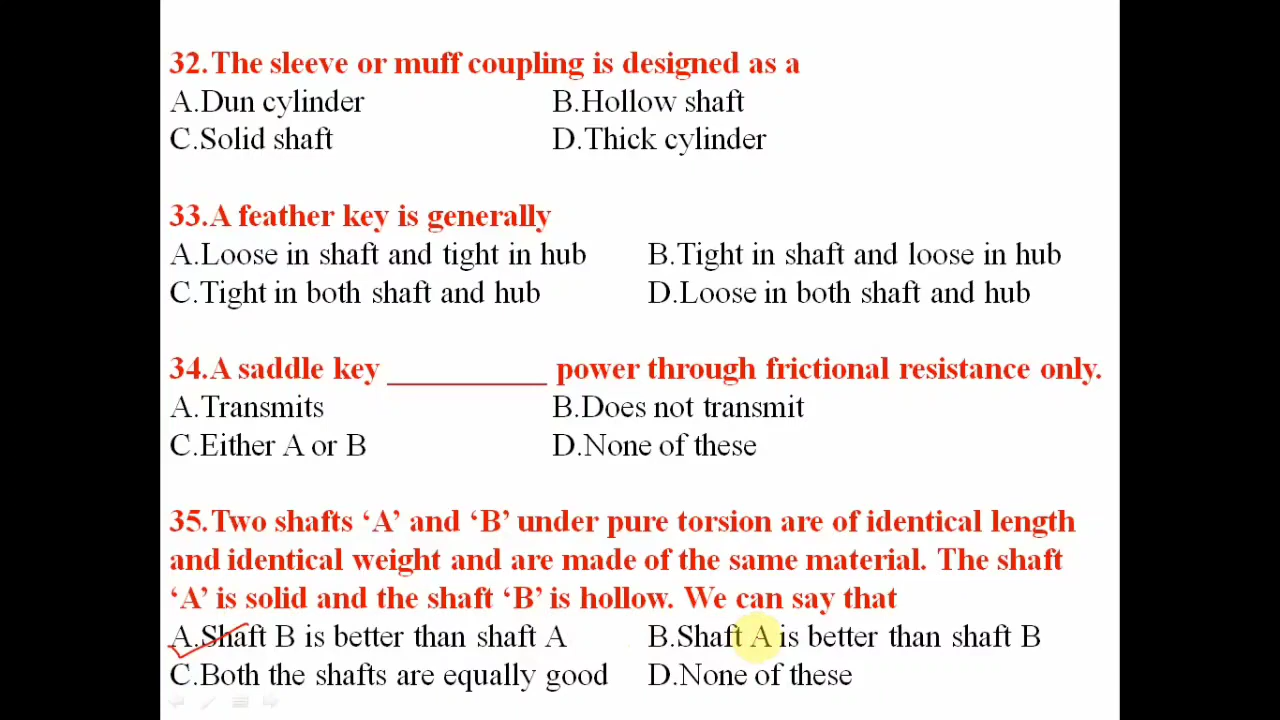 32.The sleeve or muff coupling is designed as a
A.Dun cylinder B.Hollow shaft
C.Solid shaft D.Thick cylinder
33.A feather key is generally
A.Loose in shaft and tight in hub B.Tight in shaft and loose in hub
C.Tight in both shaft and hub D.Loose in both shaft and hub
34.A saddle key ___________ power through frictional resistance only.
A.Transmits B.Does not transmit
C.Either A or B D.None of these
35.Two shafts ‘A’ and ‘B’ under pure torsion are of identical length
and identical weight and are made of the same material. The shaft
‘A’ is solid and the shaft ‘B’ is hollow. We can say that
A.Shaft B is better than shaft A B.Shaft A is better than shaft B
C.Both the shafts are equally good D.None of these